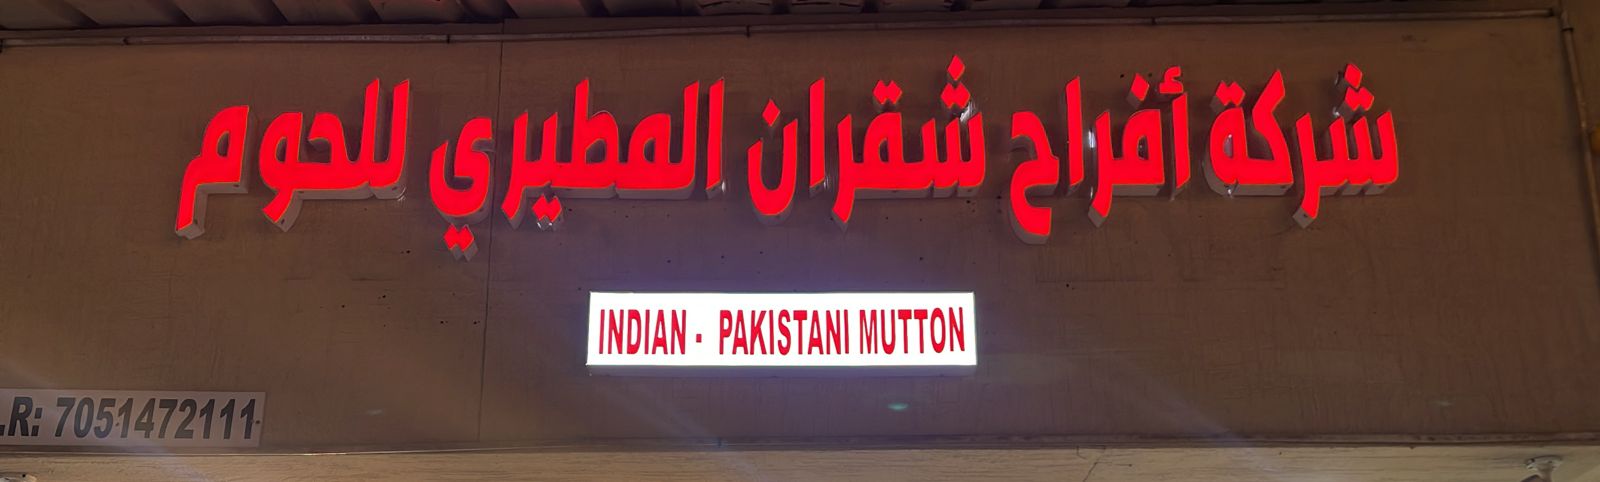 شركة أفراح شقران المطيري للحوم
INDIAN - PAKISTANI MUTTON
.R: 7051472111